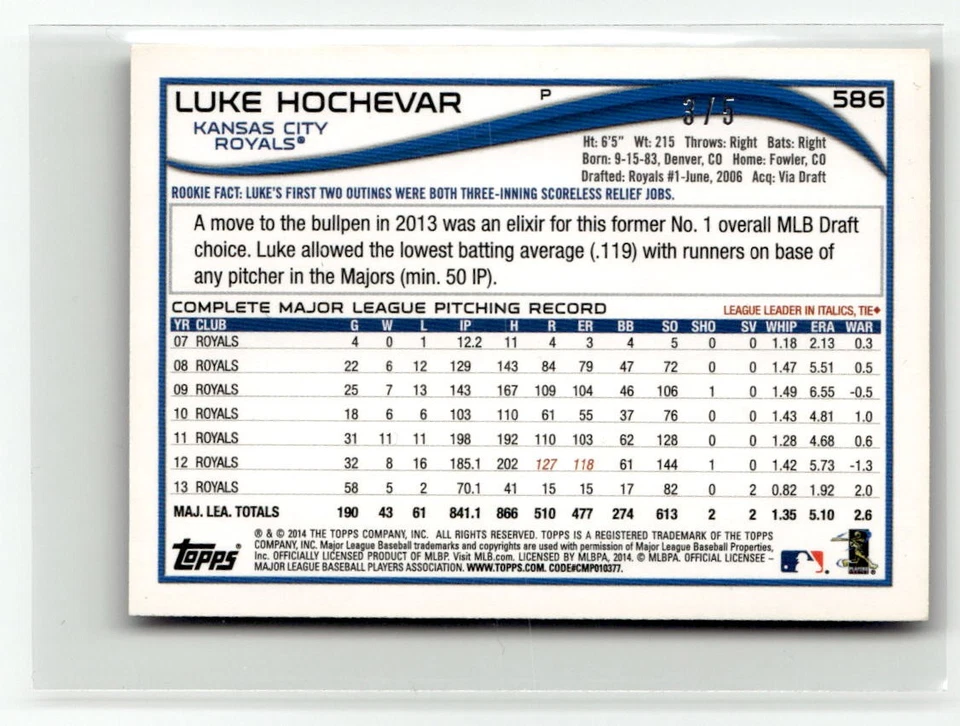 LUKE HOCHEVAR P 3/5 586
KANSAS CITY
ROYALS®
Ht: 6'5" Wt: 215 Throws: Right Bats: Right
Born: 9-15-83, Denver, CO Home: Fowler, CO
Drafted: Royals #1-June, 2006 Acq: Via Draft
ROOKIE FACT: LUKE'S FIRST TWO OUTINGS WERE BOTH THREE-INNING SCORELESS RELIEF JOBS.
A move to the bullpen in 2013 was an elixir for this former No. 1 overall MLB Draft
choice. Luke allowed the lowest batting average (.119) with runners on base of
any pitcher in the Majors (min. 50 IP).
COMPLETE MAJOR LEAGUE PITCHING RECORD LEAGUE LEADER IN ITALICS, TIE♦
YR CLUB G W L IP H R ER BB SO SHO SV WHIP ERA WAR
07 ROYALS 4 0 1 12.2 11 4 3 4 5 0 0 1.18 2.13 0.3
08 ROYALS 22 6 12 129 143 84 79 47 72 0 0 1.47 5.51 0.5
09 ROYALS 25 7 13 143 167 109 104 46 106 1 0 1.49 6.55 -0.5
10 ROYALS 18 6 6 103 110 61 55 37 76 0 0 1.43 4.81 1.0
11 ROYALS 31 11 11 198 192 110 103 62 128 0 0 1.28 4.68 0.6
12 ROYALS 32 8 16 185.1 202 127 118 61 144 1 0 1.42 5.73 -1.3
13 ROYALS 58 5 2 70.1 41 15 15 17 82 0 2 0.82 1.92 2.0
MAJ. LEA. TOTALS 190 43 61 841.1 866 510 477 274 613 2 2 1.35 5.10 2.6
Topps®
® & © 2014 THE TOPPS COMPANY, INC. ALL RIGHTS RESERVED. TOPPS IS A REGISTERED TRADEMARK OF THE TOPPS
COMPANY, INC. Major League Baseball trademarks and copyrights are used with permission of Major League Baseball Properties,
Inc. OFFICIALLY LICENSED PRODUCT OF MLBP. Visit MLB.com. LICENSED BY MLBPA, 2014. © MLBPA. OFFICIAL LICENSEE –
MAJOR LEAGUE BASEBALL PLAYERS ASSOCIATION. WWW.TOPPS.COM. CODE#CMP010377.